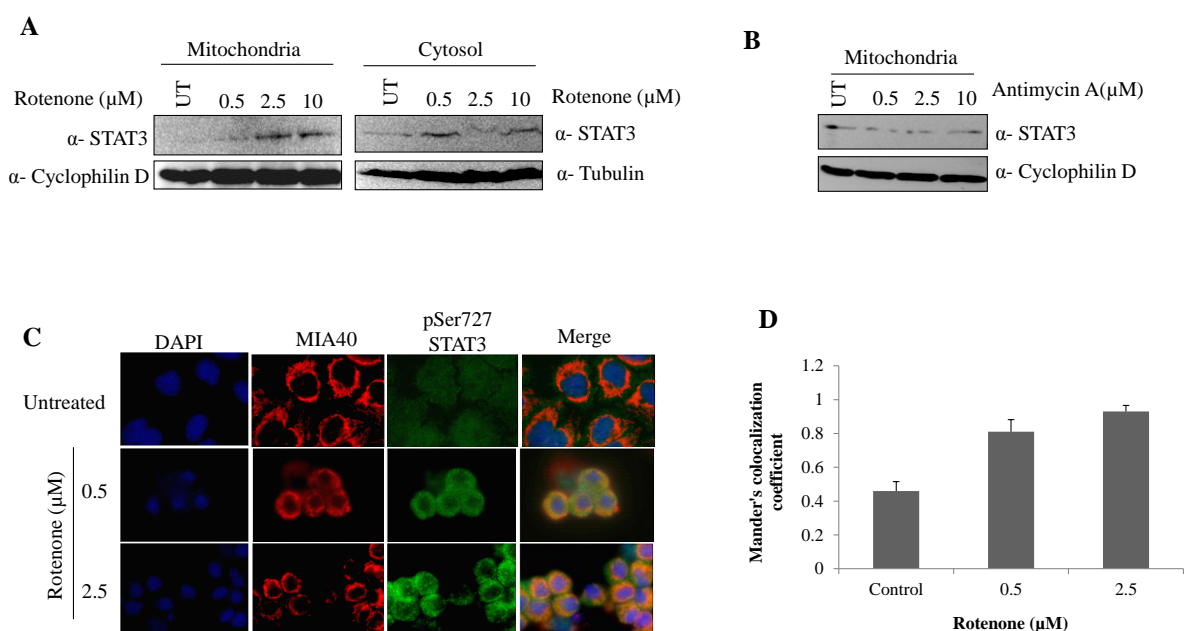 A
Mitochondria
Cytosol
Rotenone (µM)
UT
0.5
2.5
10
UT
0.5
2.5
10
Rotenone (µM)
α- STAT3
α- STAT3
α- Cyclophilin D
α- Tubulin
B
Mitochondria
UT
0.5
2.5
10
Antimycin A(µM)
α- STAT3
α- Cyclophilin D
C
DAPI
MIA40
pSer727
STAT3
Merge
Untreated
Rotenone (µM)
0.5
2.5
D
Mander's colocalization
coefficient
1.2
1
0.8
0.6
0.4
0.2
0
Control
0.5
2.5
Rotenone (µM)